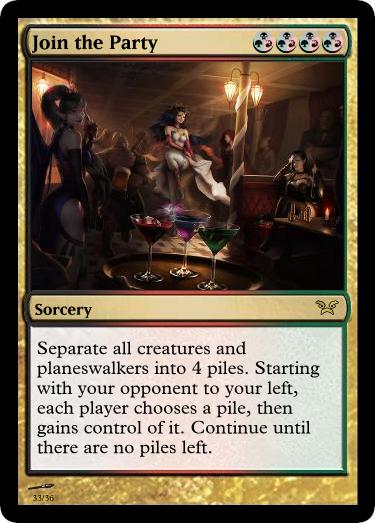 Join the Party
Sorcery
Separate all creatures and
planeswalkers into 4 piles. Starting
with your opponent to your left,
each player chooses a pile, then
gains control of it. Continue until
there are no piles left.
33/36